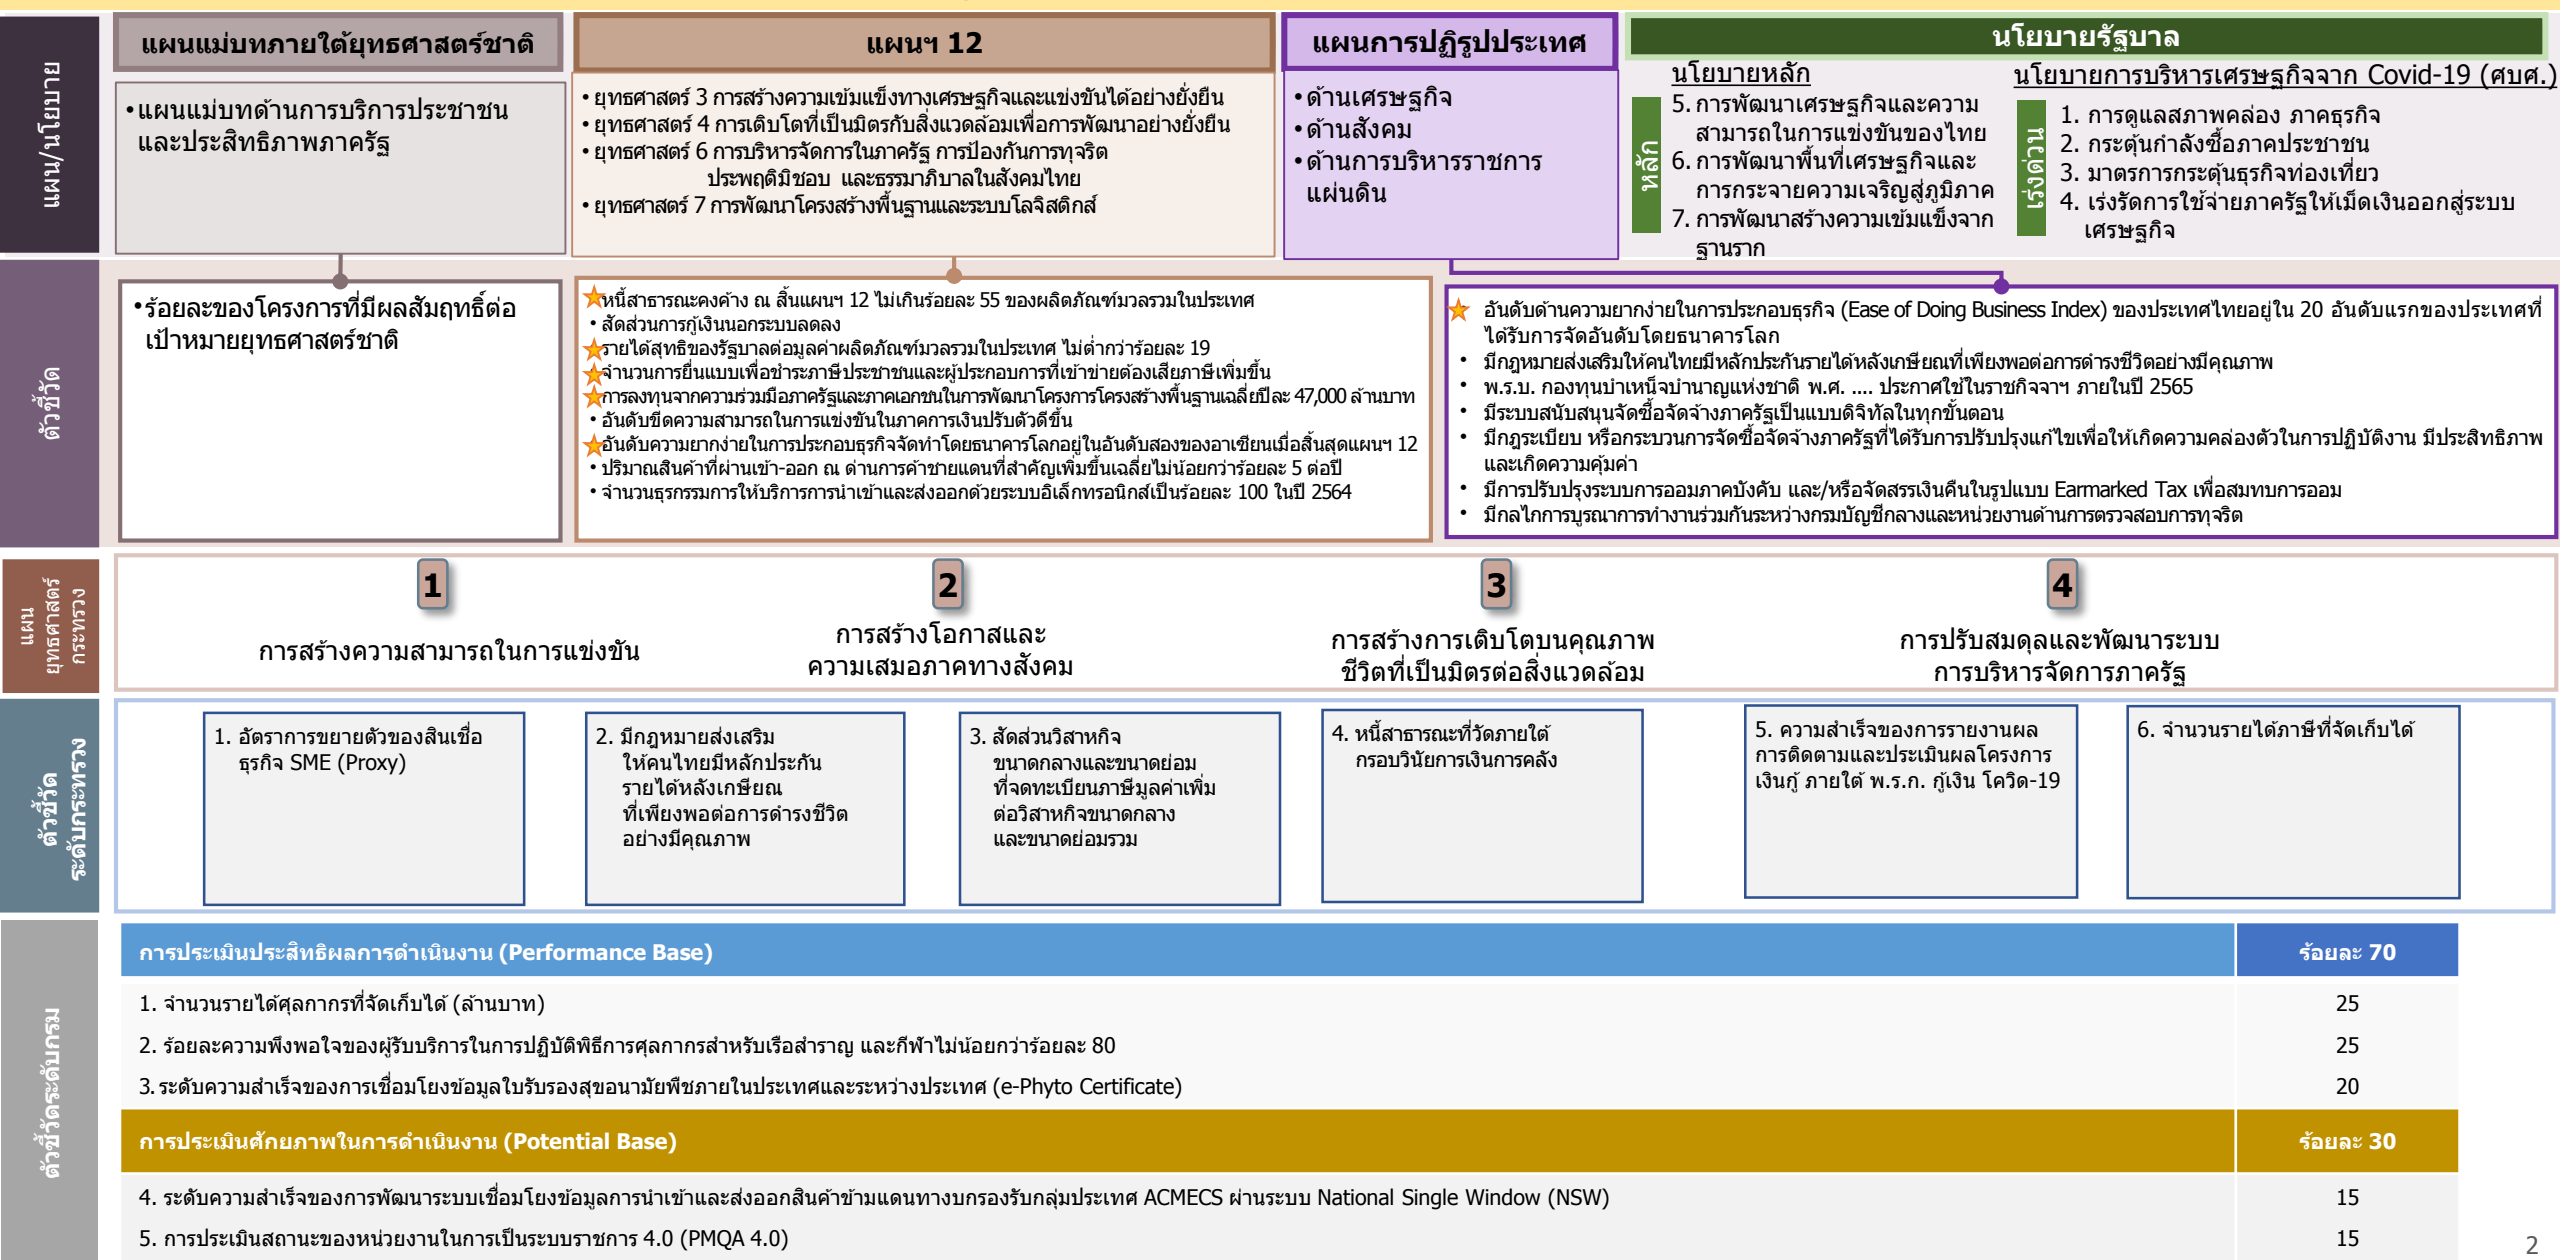 แผน/นโยบาย
แผนแม่บทภายใต้ยุทธศาสตร์ชาติ
•แผนแม่บทด้านการบริการประชาชน
และประสิทธิภาพภาครัฐ
แผนฯ 12
• ยุทธศาสตร์ 3 การสร้างความเข้มแข็งทางเศรษฐกิจและแข่งขันได้อย่างยั่งยืน
• ยุทธศาสตร์ 4 การเติบโตที่เป็นมิตรกับสิ่งแวดล้อมเพื่อการพัฒนาอย่างยั่งยืน
• ยุทธศาสตร์ 6 การบริหารจัดการในภาครัฐ การป้องกันการทุจริต
ประพฤติมิชอบ และธรรมาภิบาลในสังคมไทย
• ยุทธศาสตร์ 7 การพัฒนาโครงสร้างพื้นฐานและระบบโลจิสติกส์
แผนการปฏิรูปประเทศ
•ด้านเศรษฐกิจ
•ด้านสังคม
•ด้านการบริหารราชการ
แผ่นดิน
นโยบายรัฐบาล
นโยบายหลัก
หลัก
5. การพัฒนาเศรษฐกิจและความ
สามารถในการแข่งขันของไทย
6. การพัฒนาพื้นที่เศรษฐกิจและ
การกระจายความเจริญสู่ภูมิภาค
7. การพัฒนาสร้างความเข้มแข็งจาก
ฐานราก
นโยบายการบริหารเศรษฐกิจจาก Covid-19 (ศบศ.)
เร่งด่วน
1. การดูแลสภาพคล่อง ภาคธุรกิจ
2. กระตุ้นกำลังซื้อภาคประชาชน
3. มาตรการกระตุ้นธุรกิจท่องเที่ยว
4. เร่งรัดการใช้จ่ายภาครัฐให้เม็ดเงินออกสู่ระบบ
เศรษฐกิจ
ตัวชี้วัด
•ร้อยละของโครงการที่มีผลสัมฤทธิ์ต่อ
เป้าหมายยุทธศาสตร์ชาติ
หนี้สาธารณะคงค้าง ณ สิ้นแผนฯ 12 ไม่เกินร้อยละ 55 ของผลิตภัณฑ์มวลรวมในประเทศ
• สัดส่วนการกู้เงินนอกระบบลดลง
รายได้สุทธิของรัฐบาลต่อมูลค่าผลิตภัณฑ์มวลรวมในประเทศ ไม่ต่ำกว่าร้อยละ 19
จำนวนการยื่นแบบเพื่อชำระภาษีประชาชนและผู้ประกอบการที่เข้าข่ายต้องเสียภาษีเพิ่มขึ้น
การลงทุนจากความร่วมมือภาครัฐและภาคเอกชนในการพัฒนาโครงการโครงสร้างพื้นฐานเฉลี่ยปีละ 47,000 ล้านบาท
• อันดับขีดความสามารถในการแข่งขันในภาคการเงินปรับตัวดีขึ้น
อันดับความยากง่ายในการประกอบธุรกิจจัดทำโดยธนาคารโลกอยู่ในอันดับสองของอาเซียนเมื่อสิ้นสุดแผนฯ 12
• ปริมาณสินค้าที่ผ่านเข้า-ออก ณ ด่านการค้าชายแดนที่สำคัญเพิ่มขึ้นเฉลี่ยไม่น้อยกว่าร้อยละ 5 ต่อปี
• จำนวนธุรกรรมการให้บริการการนำเข้าและส่งออกด้วยระบบอิเล็กทรอนิกส์เป็นร้อยละ 100 ในปี 2564
อันดับด้านความยากง่ายในการประกอบธุรกิจ (Ease of Doing Business Index) ของประเทศไทยอยู่ใน 20 อันดับแรกของประเทศที่
ได้รับการจัดอันดับโดยธนาคารโลก
• มีกฎหมายส่งเสริมให้คนไทยมีหลักประกันรายได้หลังเกษียณที่เพียงพอต่อการดำรงชีวิตอย่างมีคุณภาพ
• พ.ร.บ. กองทุนบำเหน็จบำนาญแห่งชาติ พ.ศ. .... ประกาศใช้ในราชกิจจาฯ ภายในปี 2565
• มีระบบสนับสนุนจัดซื้อจัดจ้างภาครัฐเป็นแบบดิจิทัลในทุกขั้นตอน
• มีกฎระเบียบ หรือกระบวนการจัดซื้อจัดจ้างภาครัฐที่ได้รับการปรับปรุงแก้ไขเพื่อให้เกิดความคล่องตัวในการปฏิบัติงาน มีประสิทธิภาพ
และเกิดความคุ้มค่า
• มีการปรับปรุงระบบการออมภาคบังคับ และ/หรือจัดสรรเงินคืนในรูปแบบ Earmarked Tax เพื่อสมทบการออม
• มีกลไกการบูรณาการทำงานร่วมกันระหว่างกรมบัญชีกลางและหน่วยงานด้านการตรวจสอบการทุจริต
แผน
ยุทธศาสตร์
กระทรวง
1
การสร้างความสามารถในการแข่งขัน
2
การสร้างโอกาสและ
ความเสมอภาคทางสังคม
3
การสร้างการเติบโตบนคุณภาพ
ชีวิตที่เป็นมิตรต่อสิ่งแวดล้อม
4
การปรับสมดุลและพัฒนาระบบ
การบริหารจัดการภาครัฐ
ตัวชี้วัด
ระดับกระทรวง
1. อัตราการขยายตัวของสินเชื่อ
ธุรกิจ SME (Proxy)
2. มีกฎหมายส่งเสริม
ให้คนไทยมีหลักประกัน
รายได้หลังเกษียณ
ที่เพียงพอต่อการดำรงชีวิต
อย่างมีคุณภาพ
3. สัดส่วนวิสาหกิจ
ขนาดกลางและขนาดย่อม
ที่จดทะเบียนภาษีมูลค่าเพิ่ม
ต่อวิสาหกิจขนาดกลาง
และขนาดย่อมรวม
4. หนี้สาธารณะที่วัดภายใต้
กรอบวินัยการเงินการคลัง
5. ความสำเร็จของการรายงานผล
การติดตามและประเมินผลโครงการ
เงินกู้ ภายใต้ พ.ร.ก. กู้เงิน โควิด-19
6. จำนวนรายได้ภาษีที่จัดเก็บได้
ตัวชี้วัดระดับกรม
การประเมินประสิทธิผลการดำเนินงาน (Performance Base) ร้อยละ 70
1. จำนวนรายได้ศุลกากรที่จัดเก็บได้ (ล้านบาท) 25
2. ร้อยละความพึงพอใจของผู้รับบริการในการปฏิบัติพิธีการศุลกากรสำหรับเรือสำราญ และกีฬาไม่น้อยกว่าร้อยละ 80 25
3. ระดับความสำเร็จของการเชื่อมโยงข้อมูลใบรับรองสุขอนามัยพืชภายในประเทศและระหว่างประเทศ (e-Phyto Certificate) 20
การประเมินศักยภาพในการดำเนินงาน (Potential Base) ร้อยละ 30
4. ระดับความสำเร็จของการพัฒนาระบบเชื่อมโยงข้อมูลการนำเข้าและส่งออกสินค้าข้ามแดนทางบกรองรับกลุ่มประเทศ ACMECS ผ่านระบบ National Single Window (NSW) 15
5. การประเมินสถานะของหน่วยงานในการเป็นระบบราชการ 4.0 (PMQA 4.0) 15
2